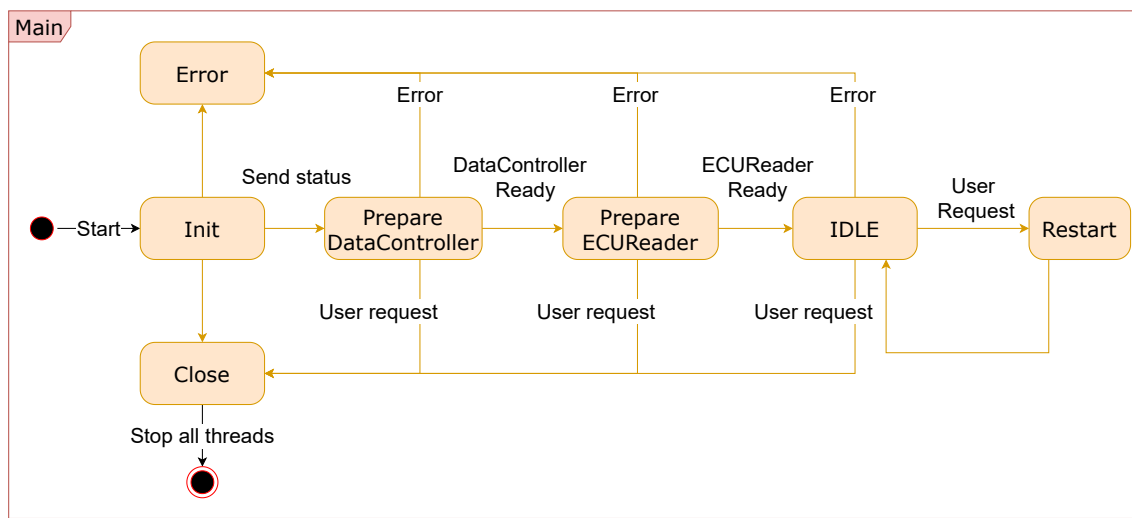 Main
Error
Error
Error
Error
Send status
DataController
Ready
ECUReader
Ready
User
Request
Start
Init
Prepare
DataController
Prepare
ECUReader
IDLE
Restart
User request
User request
User request
Close
Stop all threads